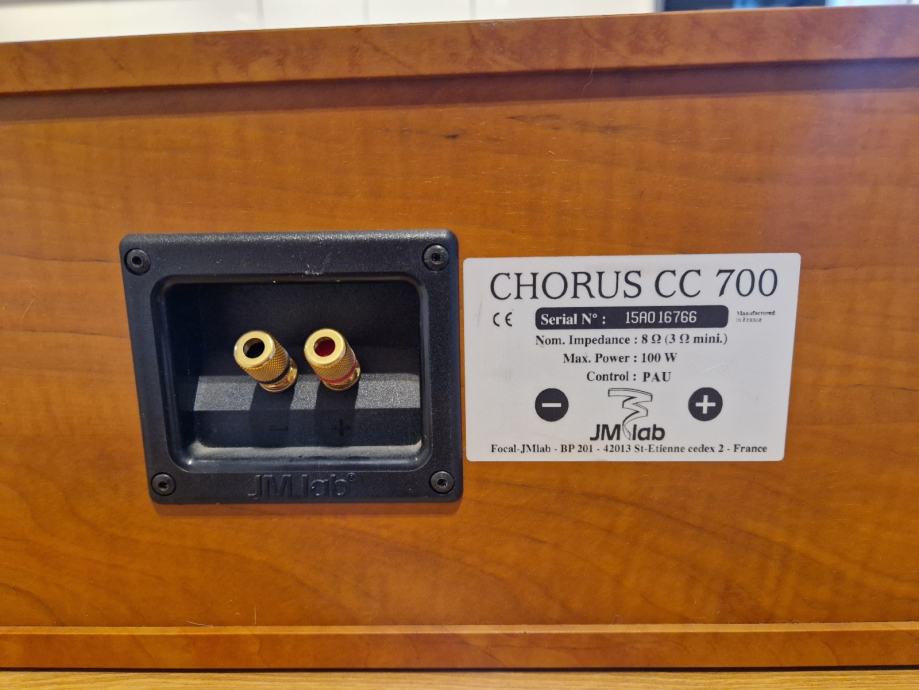 CHORUS CC 700
CE Serial N° : 15A016766 Manufactured in France
Nom. Impedance : 8 Ω (3 Ω mini.)
Max. Power : 100 W
Control : PAU
− +
JMlab
Focal-JMlab - BP 201 - 42013 St-Etienne cedex 2 - France
− +
JMlab®